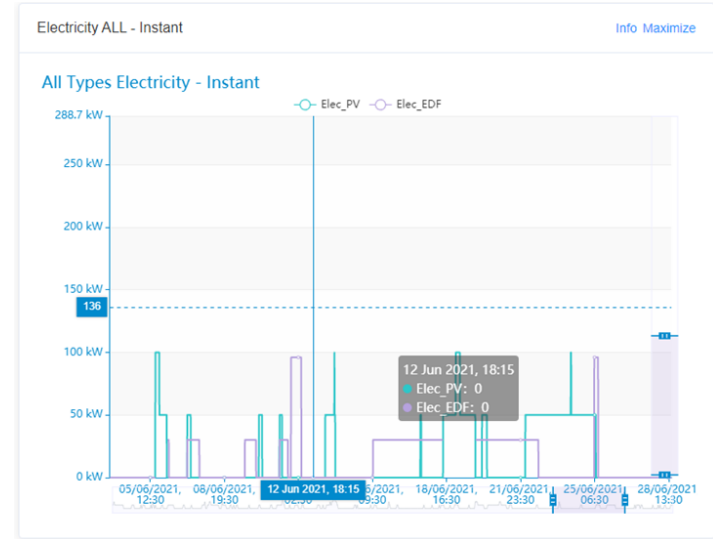 Electricity ALL - Instant
Info Maximize
All Types Electricity - Instant
Elec_PV
Elec_EDF
288.7 kW
250 kW
200 kW
150 kW
136
100 kW
12 Jun 2021, 18:15
Elec_PV: 0
Elec_EDF: 0
50 kW
0 kW
05/06/2021,
12:30
08/06/2021,
19:30
12 Jun 2021, 18:15
09:30
18/06/2021,
16:30
21/06/2021,
23:30
25/06/2021,
06:30
28/06/2021
13:30